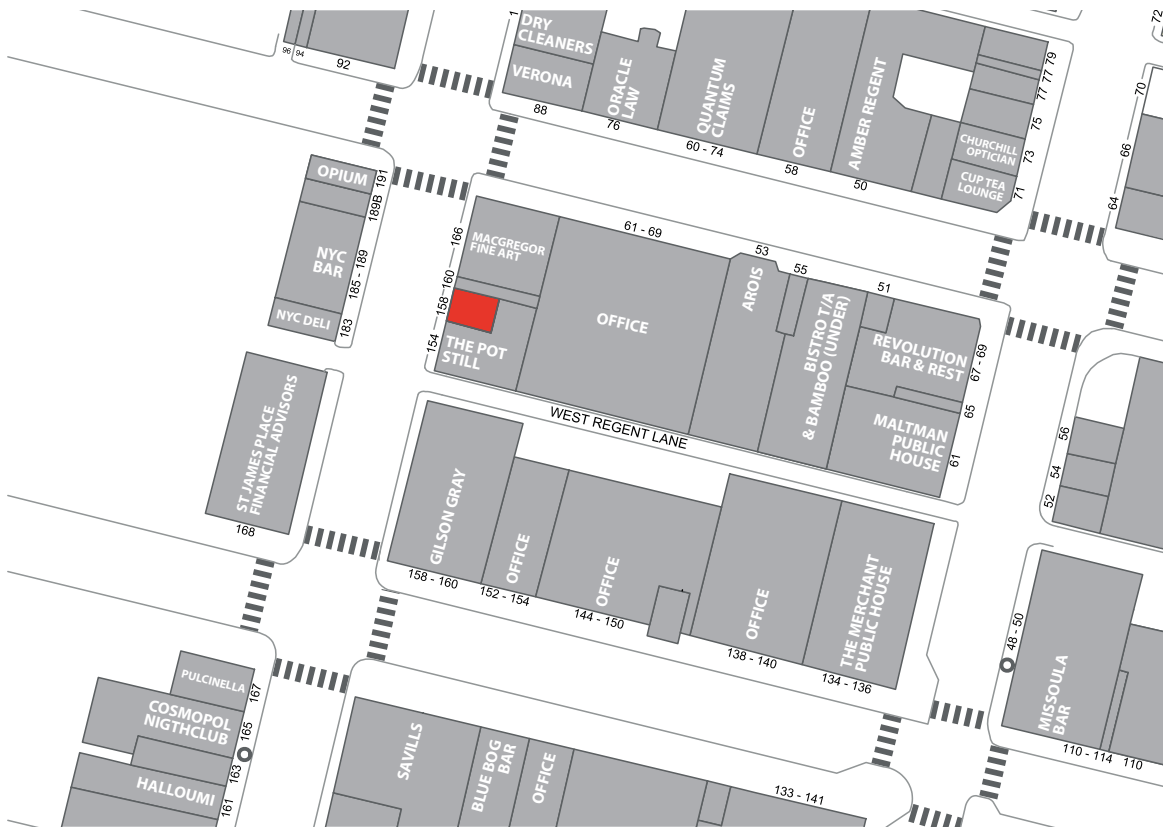 1
DRY
CLEANERS
VERONA
88
ORACLE
LAW
76
QUANTUM
CLAIMS
60 - 74
OFFICE
58
AMBER REGENT
50
79
77
77
75
CHURCHILL
OPTICIAN
73
CUP TEA
LOUNGE
71
72
70
66
64
96
94
92
OPIUM
191
189B
NYC
BAR
185 - 189
NYC DELI
183
166
MACGREGOR
FINE ART
160
158
154
THE POT
STILL
61 - 69
OFFICE
53
AROIS
55
BISTRO T/A
& BAMBOO (UNDER)
51
REVOLUTION
BAR & REST
67 - 69
65
MALTMAN
PUBLIC
HOUSE
61
WEST REGENT LANE
56
54
52
ST JAMES PLACE
FINANCIAL ADVISORS
168
GILSON GRAY
158 - 160
OFFICE
152 - 154
OFFICE
144 - 150
OFFICE
138 - 140
THE MERCHANT
PUBLIC HOUSE
134 - 136
48 - 50
MISSOULA
BAR
110 - 114
110
PULCINELLA
167
COSMOPOL
NIGTHCLUB
165
163
HALLOUMI
161
SAVILLS
BLUE BOG
BAR
OFFICE
133 - 141